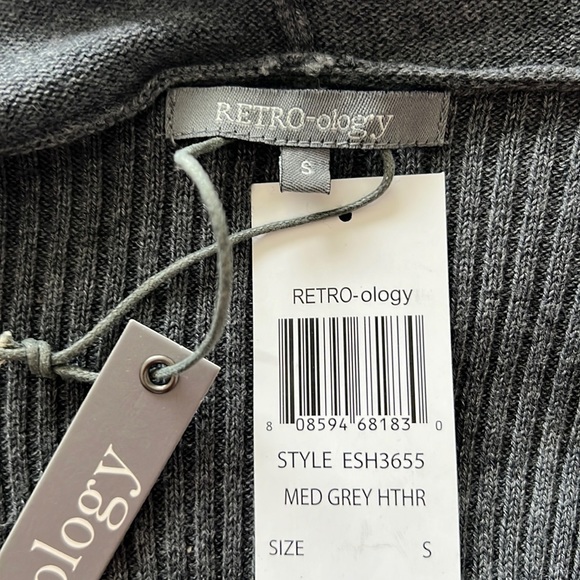 RETRO-ology
S
RETRO-ology
8 08594 68183 0
STYLE ESH3655
MED GREY HTHR
SIZE S
ology